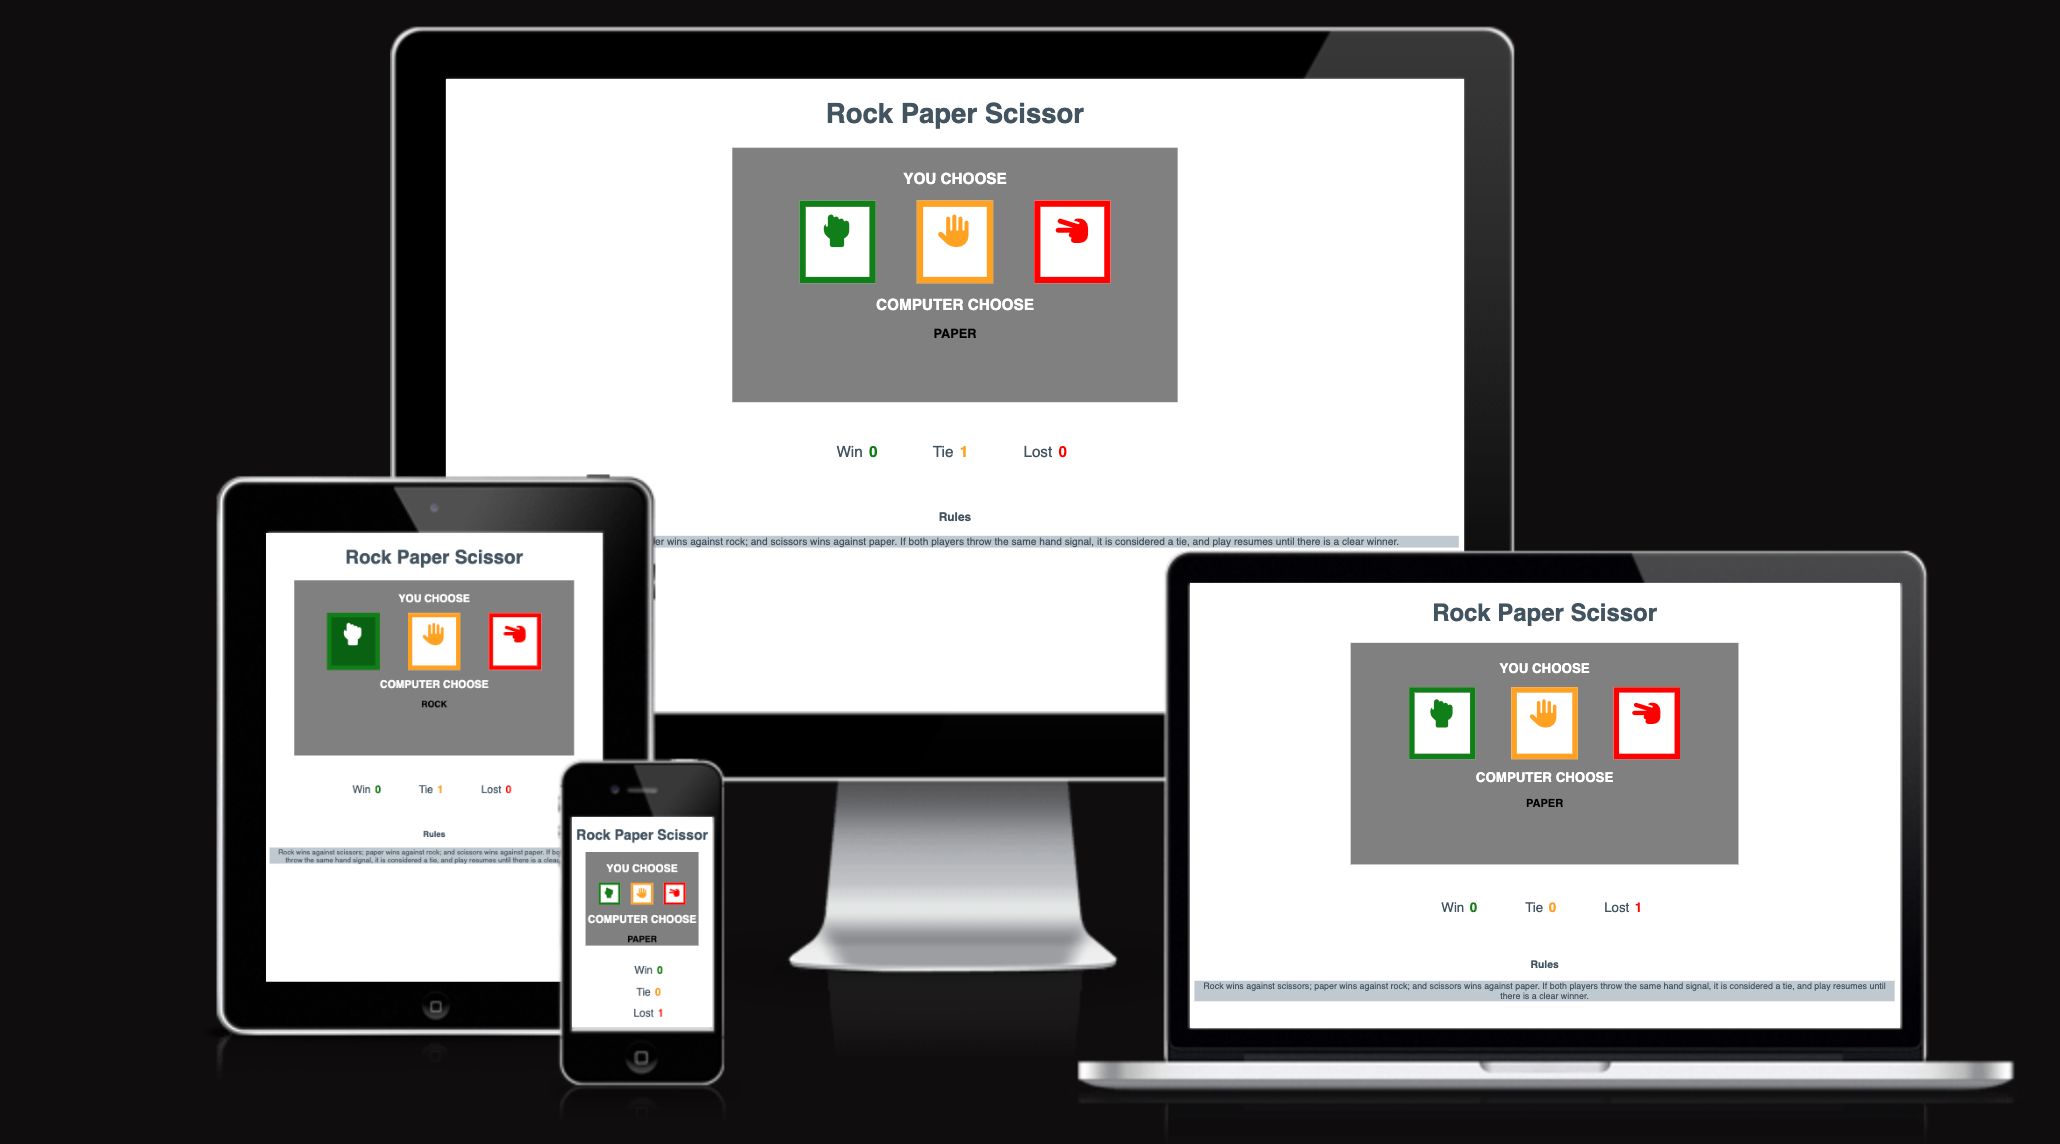 Rock Paper Scissor
YOU CHOOSE
COMPUTER CHOOSE
PAPER
Win 0 Tie 1 Lost 0
Rules
wins against rock; and scissors wins against paper. If both players throw the same hand signal, it is considered a tie, and play resumes until there is a clear winner.
Rock Paper Scissor
YOU CHOOSE
COMPUTER CHOOSE
ROCK
Win 0 Tie 1 Lost 0
Rules
Rock wins against scissors; paper wins against rock; and scissors wins against paper. If
throw the same hand signal, it is considered a tie, and play resumes until there is a
Rock Paper Scissor
YOU CHOOSE
COMPUTER CHOOSE
PAPER
Win 0
Tie 0
Lost 1
Rock Paper Scissor
YOU CHOOSE
COMPUTER CHOOSE
PAPER
Win 0 Tie 0 Lost 1
Rules
Rock wins against scissors; paper wins against rock; and scissors wins against paper. If both players throw the same hand signal, it is considered a tie, and play resumes until
there is a clear winner.